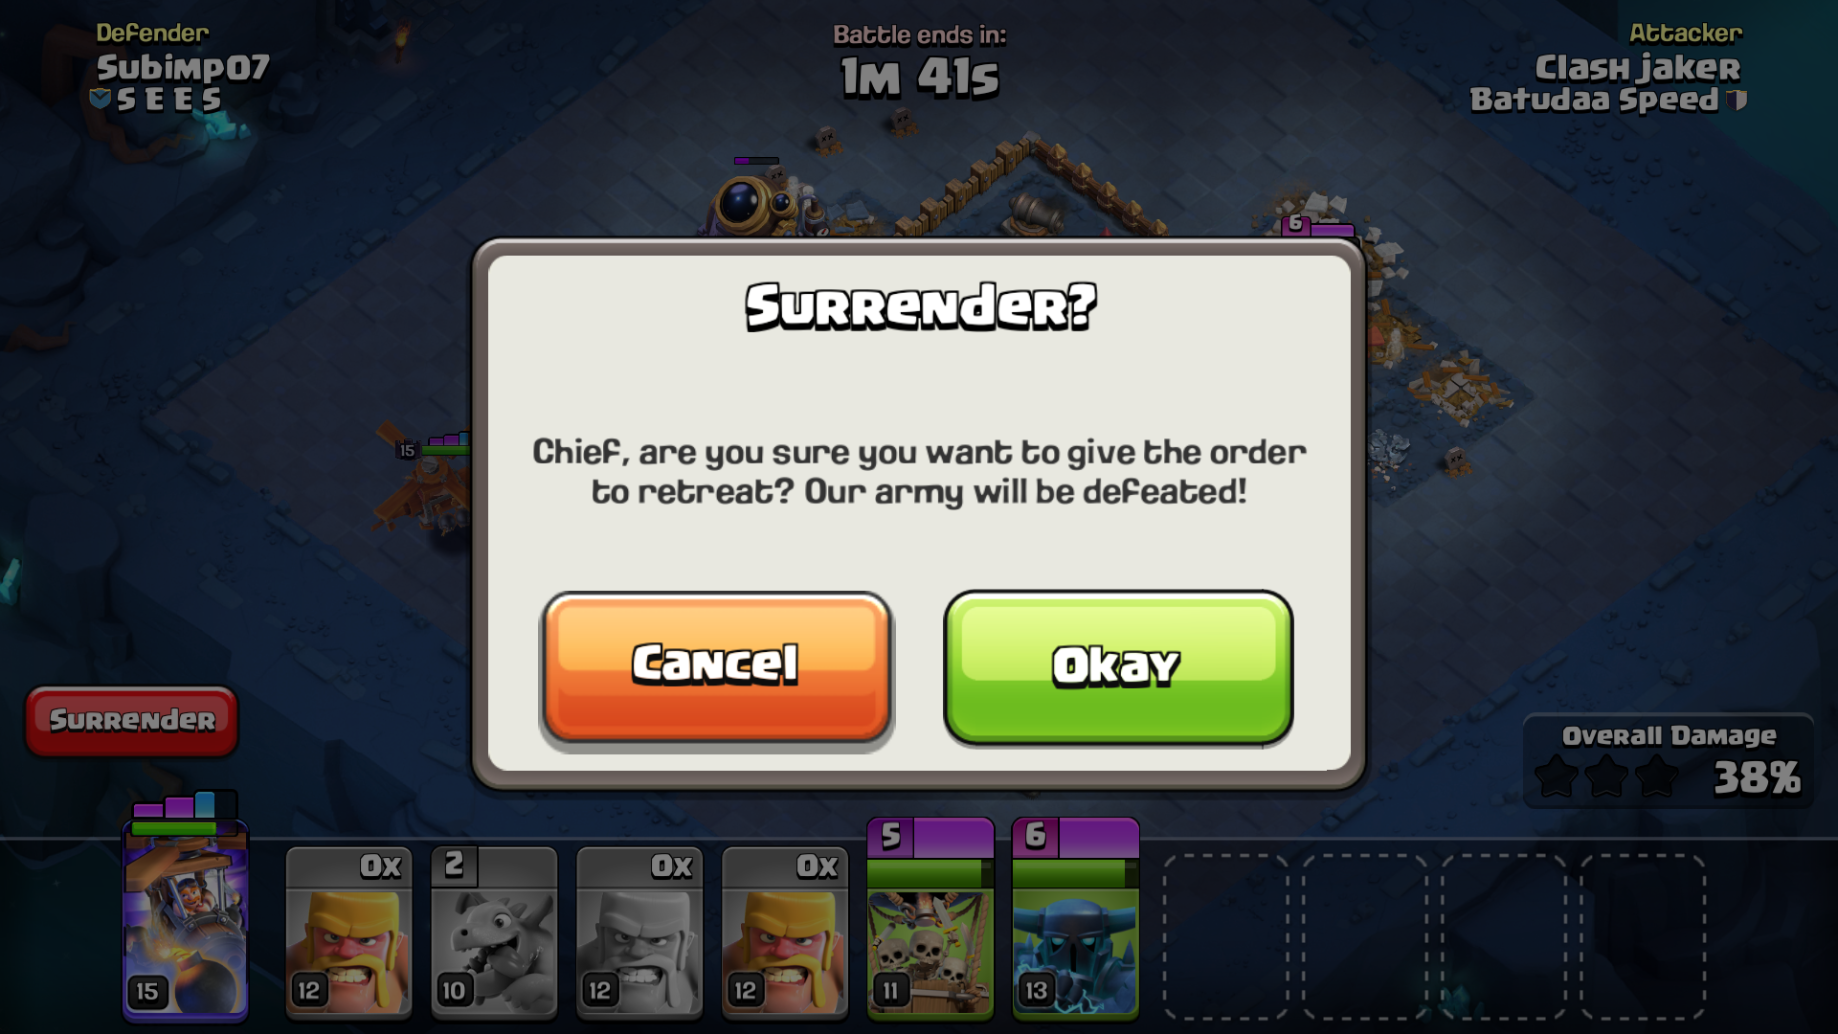 Defender
Subimp07
S E E S
Battle ends in:
1m 41s
Attacker
Clash jaker
Batudaa Speed
6
15
Surrender?
Chief, are you sure you want to give the order
to retreat? Our army will be defeated!
Cancel
Okay
Surrender
Overall Damage
38%
0x
2
0x
0x
5
6
15
12
10
12
12
11
13